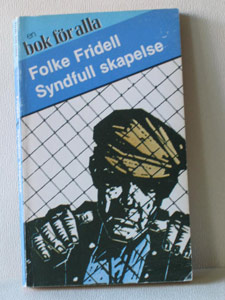 en
bok för alla
Folke Fridell
Syndfull skapelse